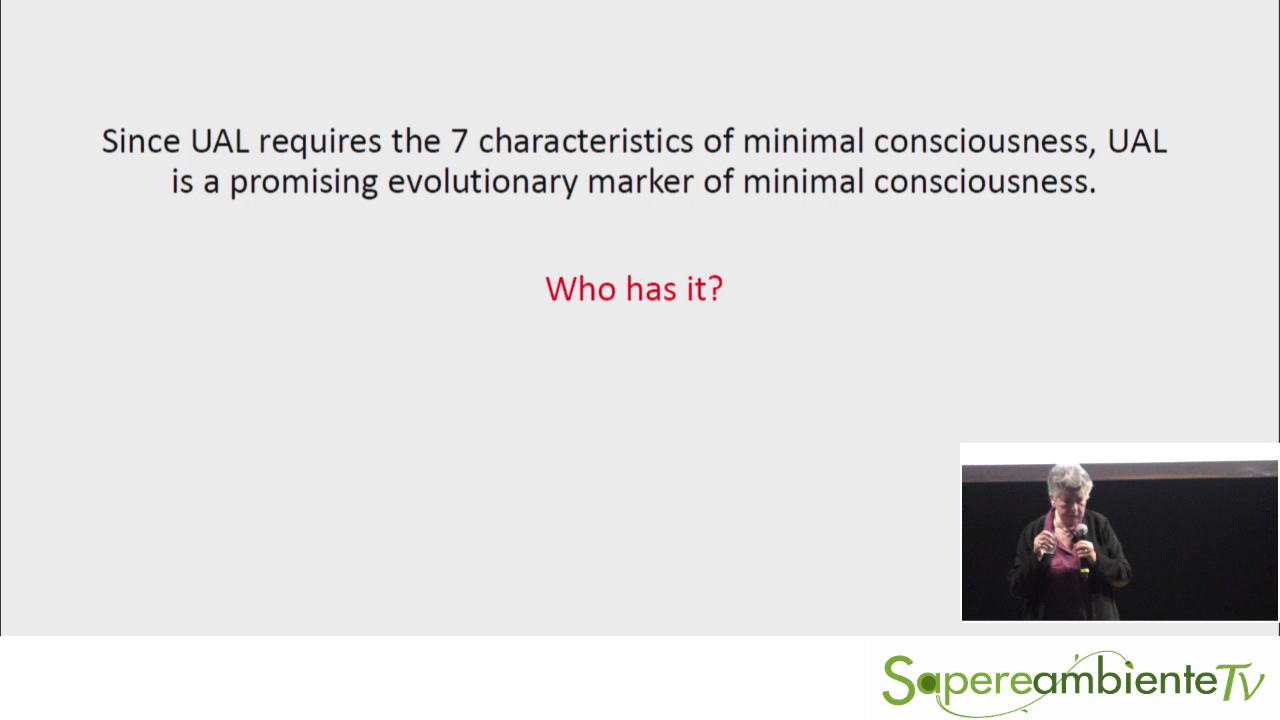 Since UAL requires the 7 characteristics of minimal consciousness, UAL
is a promising evolutionary marker of minimal consciousness.
Who has it?
SapereambienteTv